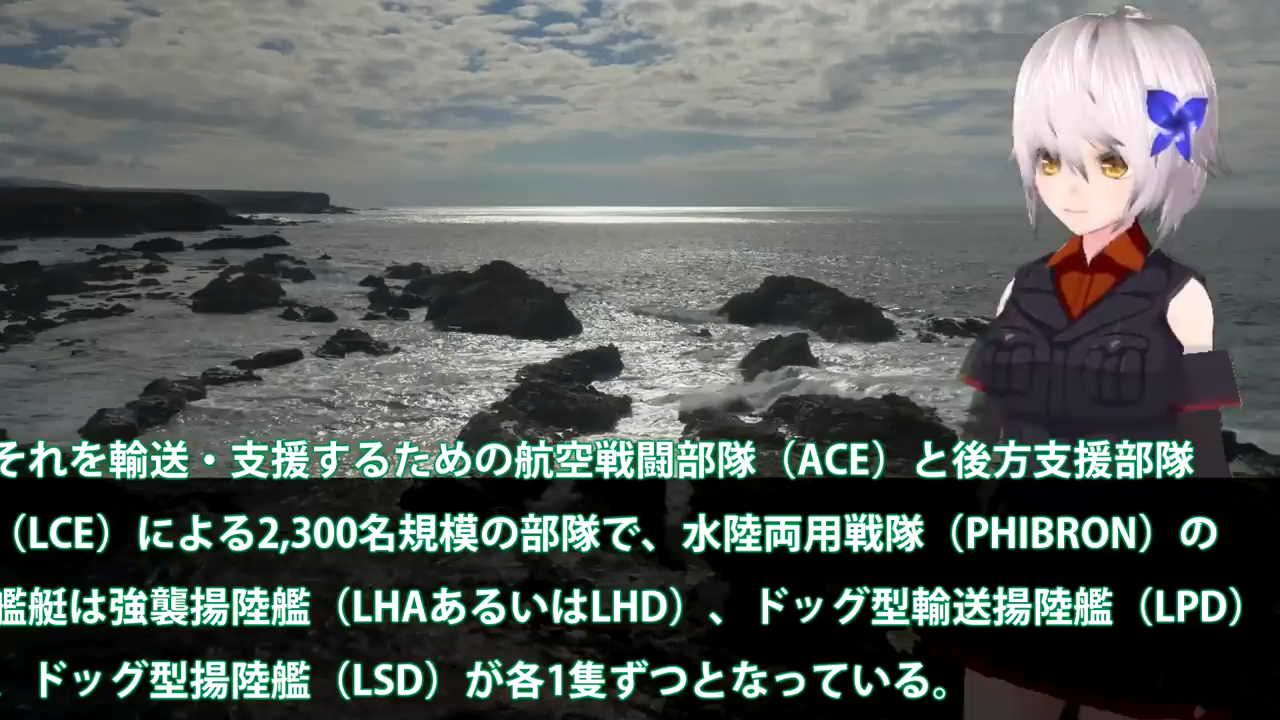 それを輸送・支援するための航空戦闘部隊（ACE）と後方支援部隊
（LCE）による2,300名規模の部隊で、水陸両用戦隊（PHIBRON）の
艦艇は強襲揚陸艦（LHAあるいはLHD）、ドッグ型輸送揚陸艦（LPD）
、ドッグ型揚陸艦（LSD）が各1隻ずつとなっている。